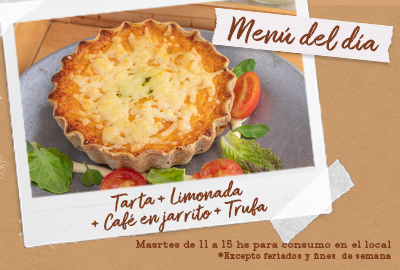 Menú del día
Tarta + Limonada
+ Café en jarrito + Trufa
Masrtes de 11 a 15 hs para consumo en el local
*Excepto feriados y fines de semana